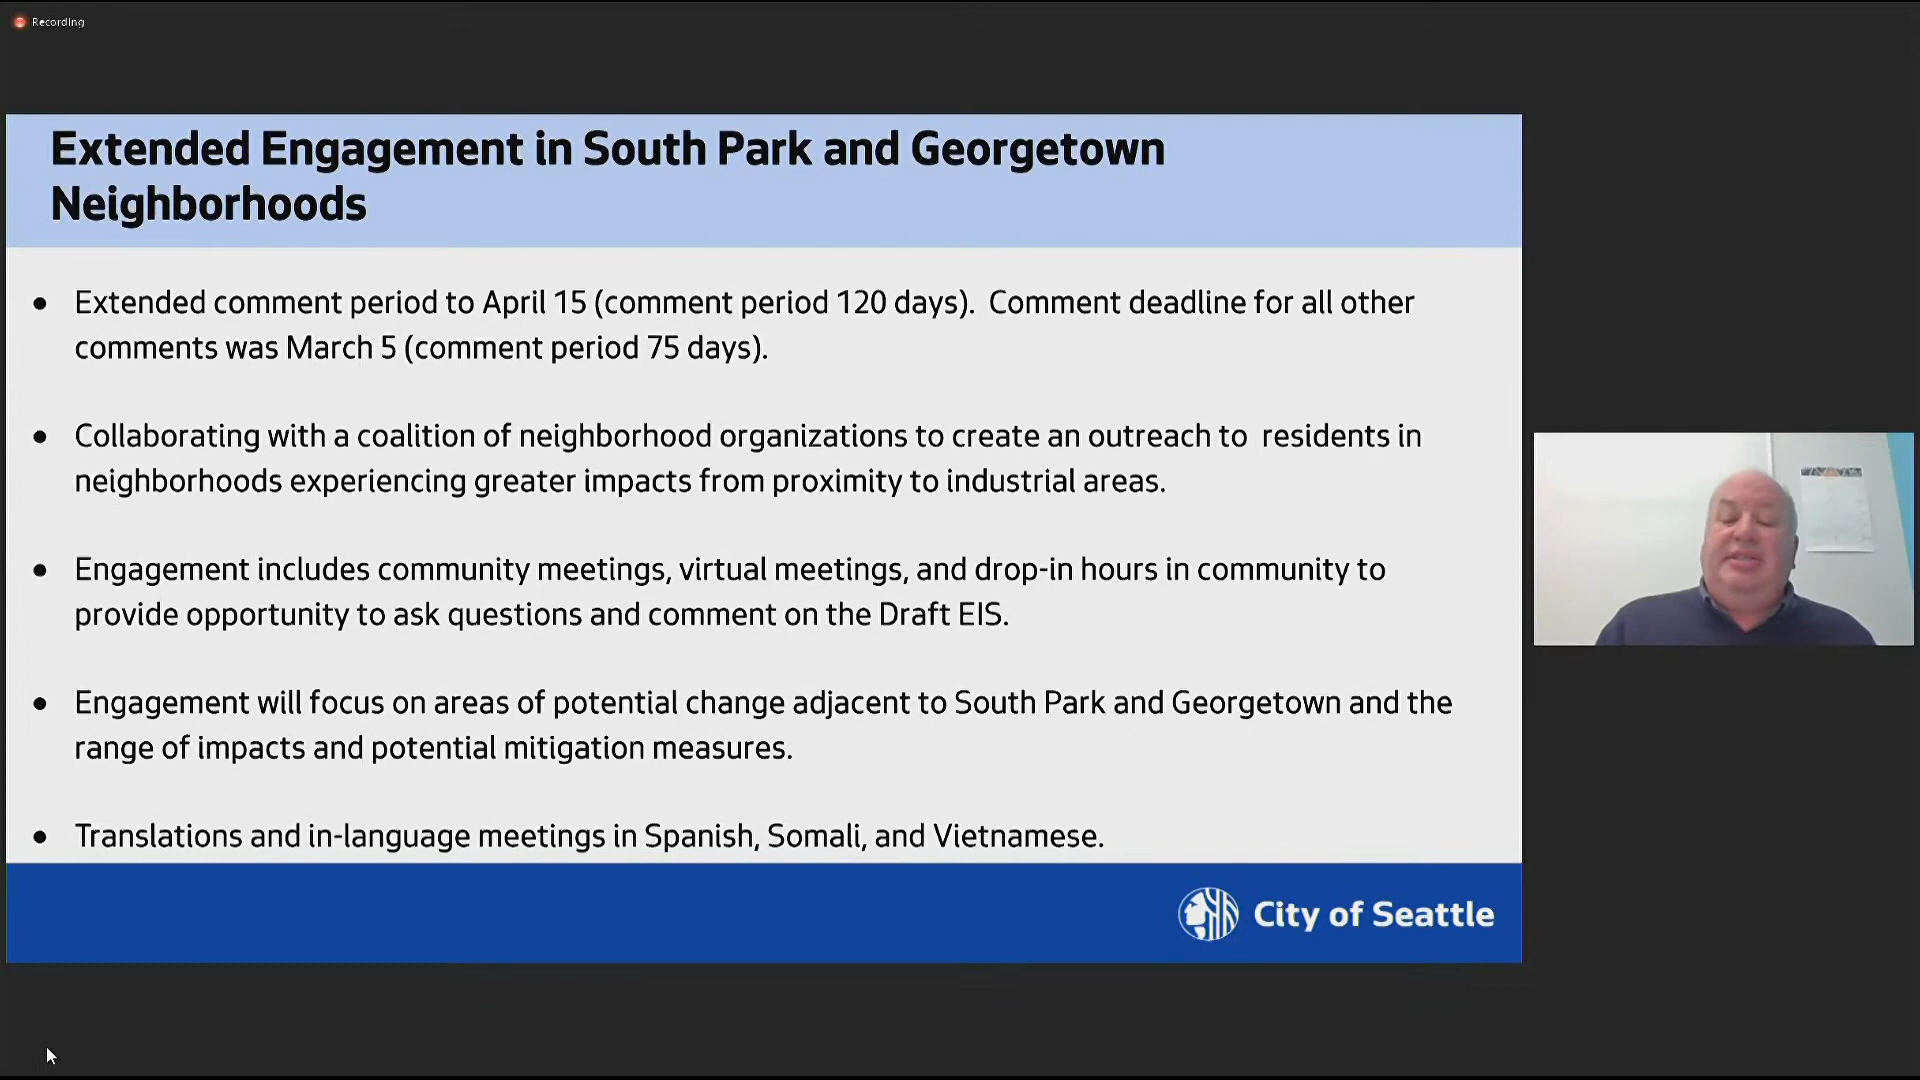 Recording
Extended Engagement in South Park and Georgetown
Neighborhoods
• Extended comment period to April 15 (comment period 120 days).  Comment deadline for all other
comments was March 5 (comment period 75 days).
• Collaborating with a coalition of neighborhood organizations to create an outreach to  residents in
neighborhoods experiencing greater impacts from proximity to industrial areas.
• Engagement includes community meetings, virtual meetings, and drop-in hours in community to
provide opportunity to ask questions and comment on the Draft EIS.
• Engagement will focus on areas of potential change adjacent to South Park and Georgetown and the
range of impacts and potential mitigation measures.
• Translations and in-language meetings in Spanish, Somali, and Vietnamese.
City of Seattle